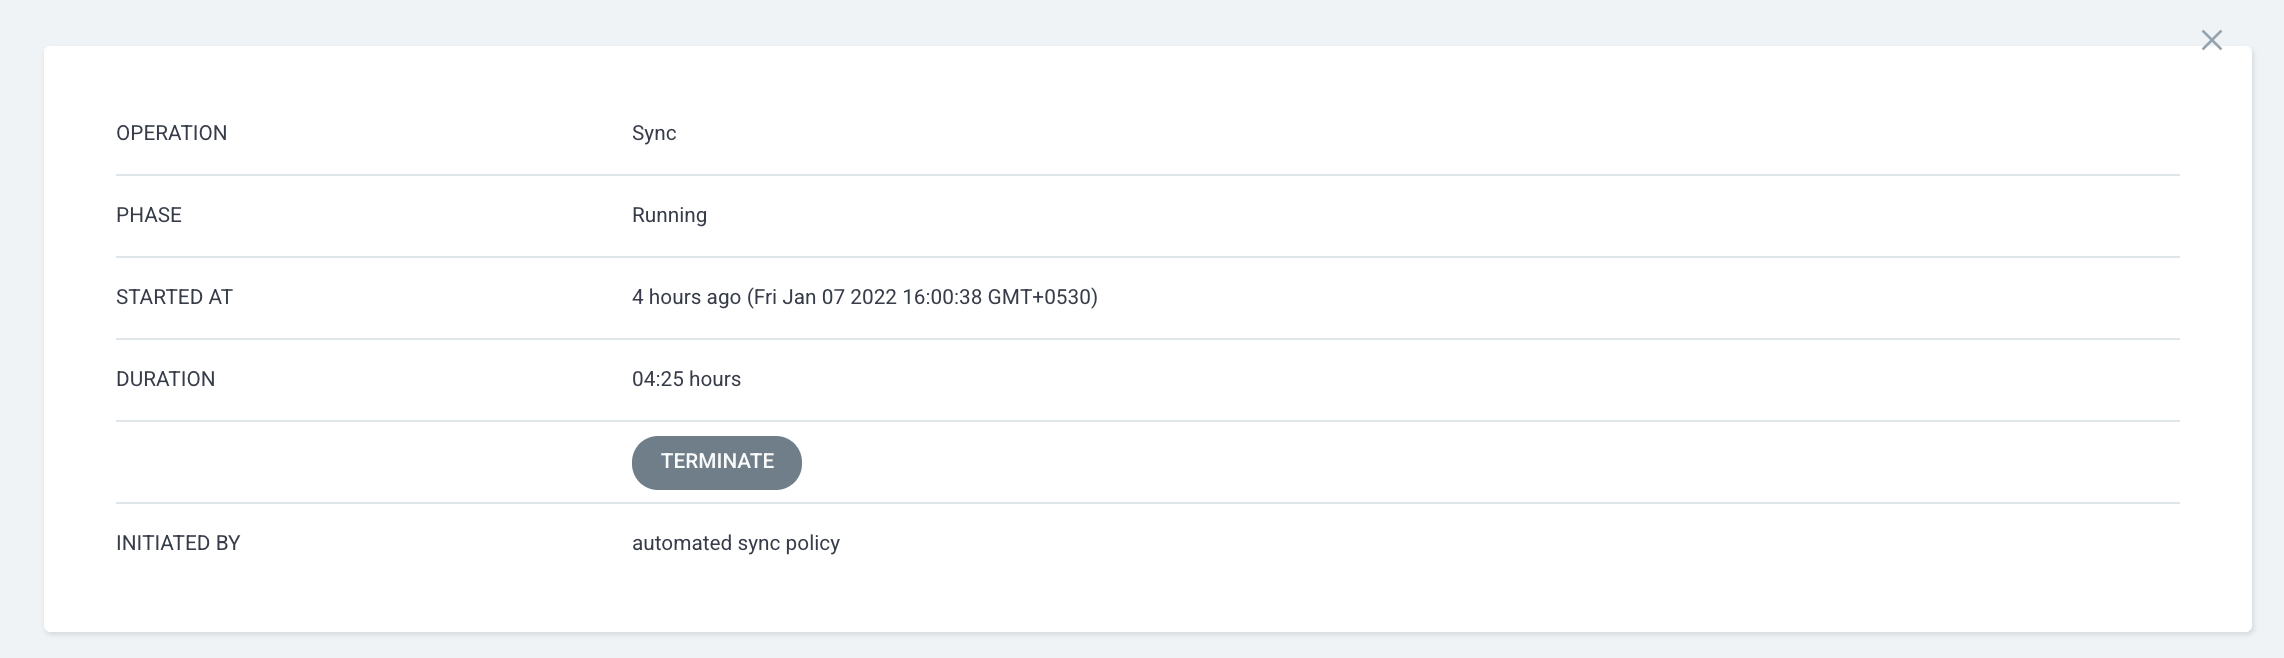 OPERATION Sync
PHASE Running
STARTED AT 4 hours ago (Fri Jan 07 2022 16:00:38 GMT+0530)
DURATION 04:25 hours
TERMINATE
INITIATED BY automated sync policy